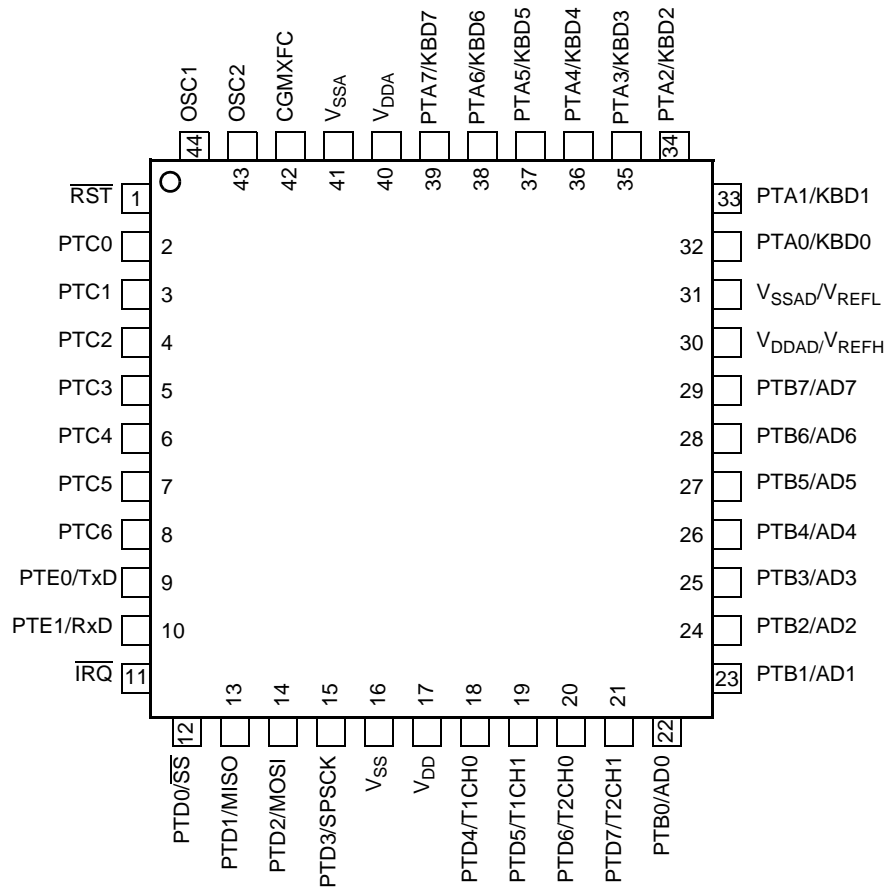 OSC1
OSC2
CGMXFC
VSSA
VDDA
PTA7/KBD7
PTA6/KBD6
PTA5/KBD5
PTA4/KBD4
PTA3/KBD3
PTA2/KBD2
44
43
42
41
40
39
38
37
36
35
34
RST 1
33 PTA1/KBD1
PTC0 2
32 PTA0/KBD0
PTC1 3
31 VSSAD/VREFL
PTC2 4
30 VDDAD/VREFH
PTC3 5
29 PTB7/AD7
PTC4 6
28 PTB6/AD6
PTC5 7
27 PTB5/AD5
PTC6 8
26 PTB4/AD4
PTE0/TxD 9
25 PTB3/AD3
PTE1/RxD 10
24 PTB2/AD2
IRQ 11
23 PTB1/AD1
12
13
14
15
16
17
18
19
20
21
22
PTD0/SS
PTD1/MISO
PTD2/MOSI
PTD3/SPSCK
VSS
VDD
PTD4/T1CH0
PTD5/T1CH1
PTD6/T2CH0
PTD7/T2CH1
PTB0/AD0